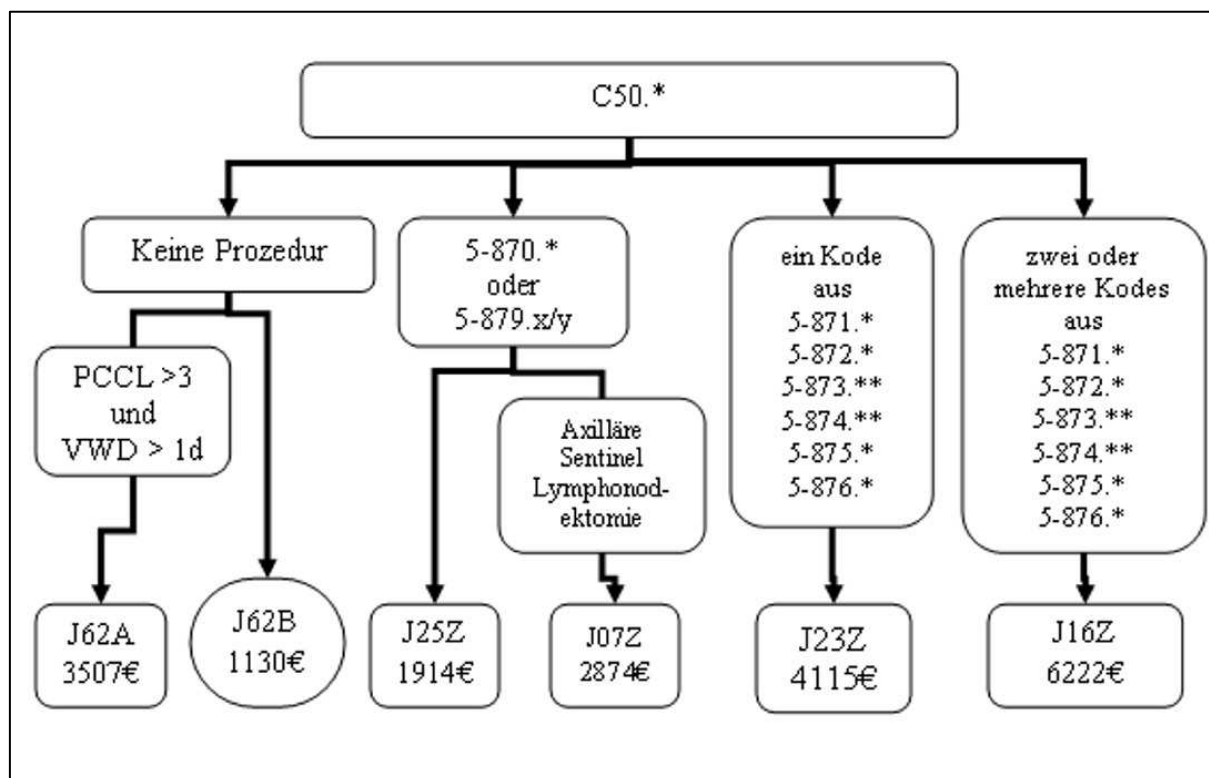 C50.*
Keine Prozedur
5-870.*
oder
5-879.x/y
ein Kode
aus
5-871.*
5-872.*
5-873.**
5-874.**
5-875.*
5-876.*
zwei oder
mehrere Kodes
aus
5-871.*
5-872.*
5-873.**
5-874.**
5-875.*
5-876.*
PCCL >3
und
VWD > 1d
Axilläre
Sentinel
Lymphonod-
ektomie
J62A
3507€
J62B
1130€
J25Z
1914€
J07Z
2874€
J23Z
4115€
J16Z
6222€